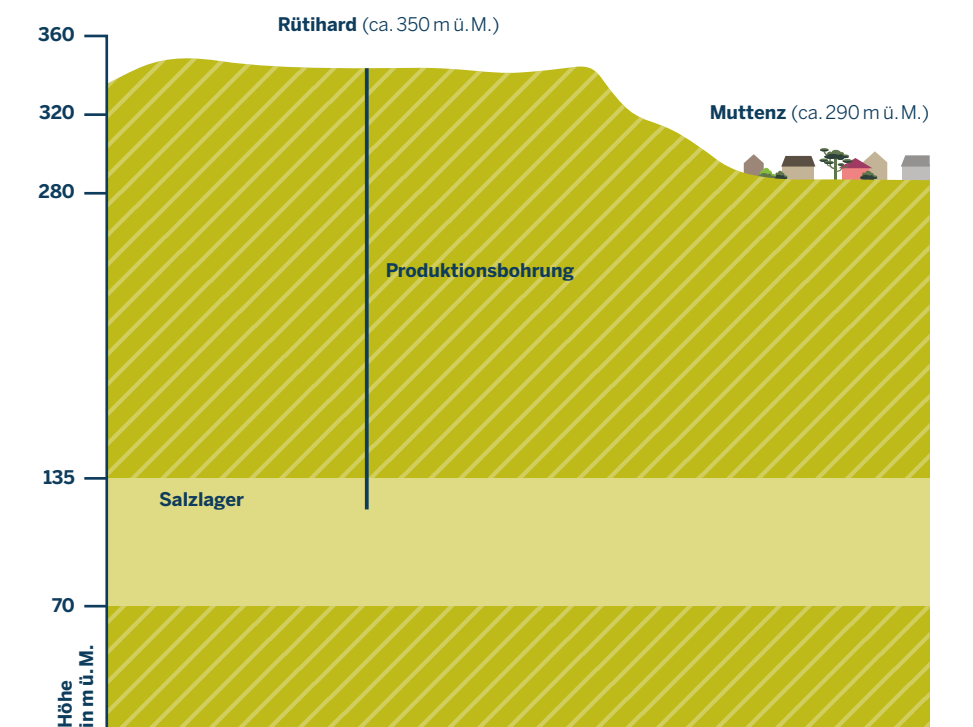 Rütihard (ca. 350 m ü. M.)
360
320
Muttenz (ca. 290 m ü. M.)
280
Produktionsbohrung
135
Salzlager
70
Höhe
in m ü. M.